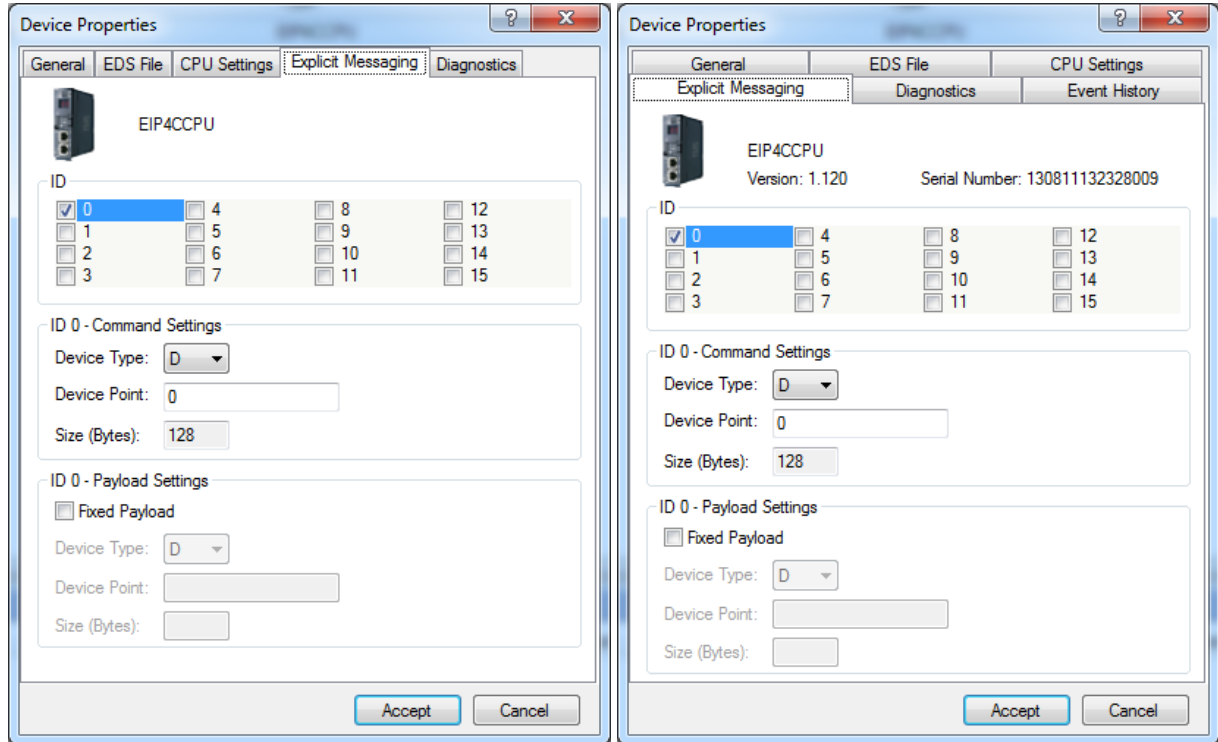 Device Properties
General EDS File CPU Settings Explicit Messaging Diagnostics
EIP4CCPU
ID
0 4 8 12
1 5 9 13
2 6 10 14
3 7 11 15
ID 0 - Command Settings
Device Type: D
Device Point: 0
Size (Bytes): 128
ID 0 - Payload Settings
Fixed Payload
Device Type: D
Device Point:
Size (Bytes):
Accept Cancel
Device Properties
General EDS File CPU Settings
Explicit Messaging Diagnostics Event History
EIP4CCPU
Version: 1.120 Serial Number: 130811132328009
ID
0 4 8 12
1 5 9 13
2 6 10 14
3 7 11 15
ID 0 - Command Settings
Device Type: D
Device Point: 0
Size (Bytes): 128
ID 0 - Payload Settings
Fixed Payload
Device Type: D
Device Point:
Size (Bytes):
Accept Cancel